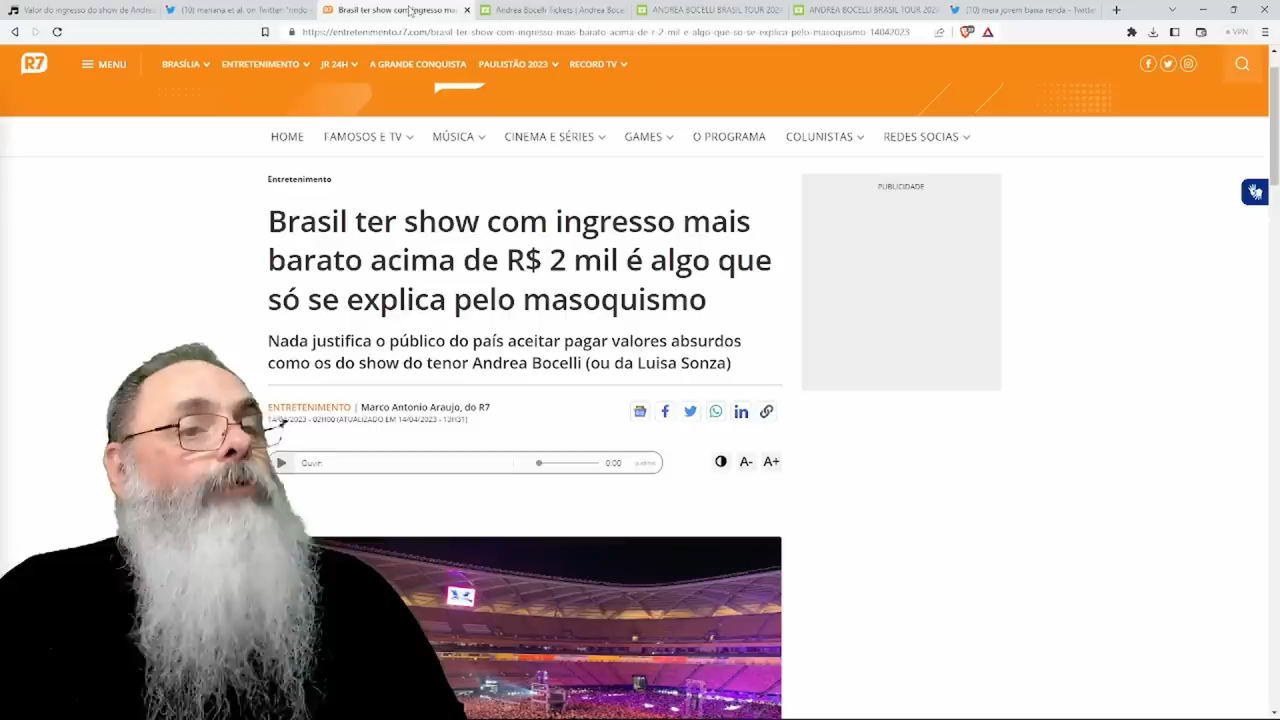 Valor do ingresso do show de Andrea
(10) mariana et al. on Twitter:
Brasil ter show com ingresso ma
Andrea Bocelli Tickets | Andrea Boce
ANDREA BOCELLI BRASIL TOUR 202
ANDREA BOCELLI BRASIL TOUR 202
(10) meia jovem baixa renda - Twitte
https://entretenimento.r7.com/brasil-ter-show-com-ingresso-mais-barato-acima-de-r-2-mil-e-algo-que-so-se-explica-pelo-masoquismo-14042023
VPN
R7
MENU
BRASÍLIA
ENTRETENIMENTO
JR 24H
A GRANDE CONQUISTA
PAULISTÃO 2023
RECORD TV
HOME
FAMOSOS E TV
MÚSICA
CINEMA E SÉRIES
GAMES
O PROGRAMA
COLUNISTAS
REDES SOCIAS
Entretenimento
PUBLICIDADE
Brasil ter show com ingresso mais
barato acima de R$ 2 mil é algo que
só se explica pelo masoquismo
Nada justifica o público do país aceitar pagar valores absurdos
como os do show do tenor Andrea Bocelli (ou da Luisa Sonza)
ENTRETENIMENTO | Marco Antonio Araujo, do R7
14/04/2023 - 02H00 (ATUALIZADO EM 14/04/2023 - 13H31)
Ouvir:
0:00
A-
A+